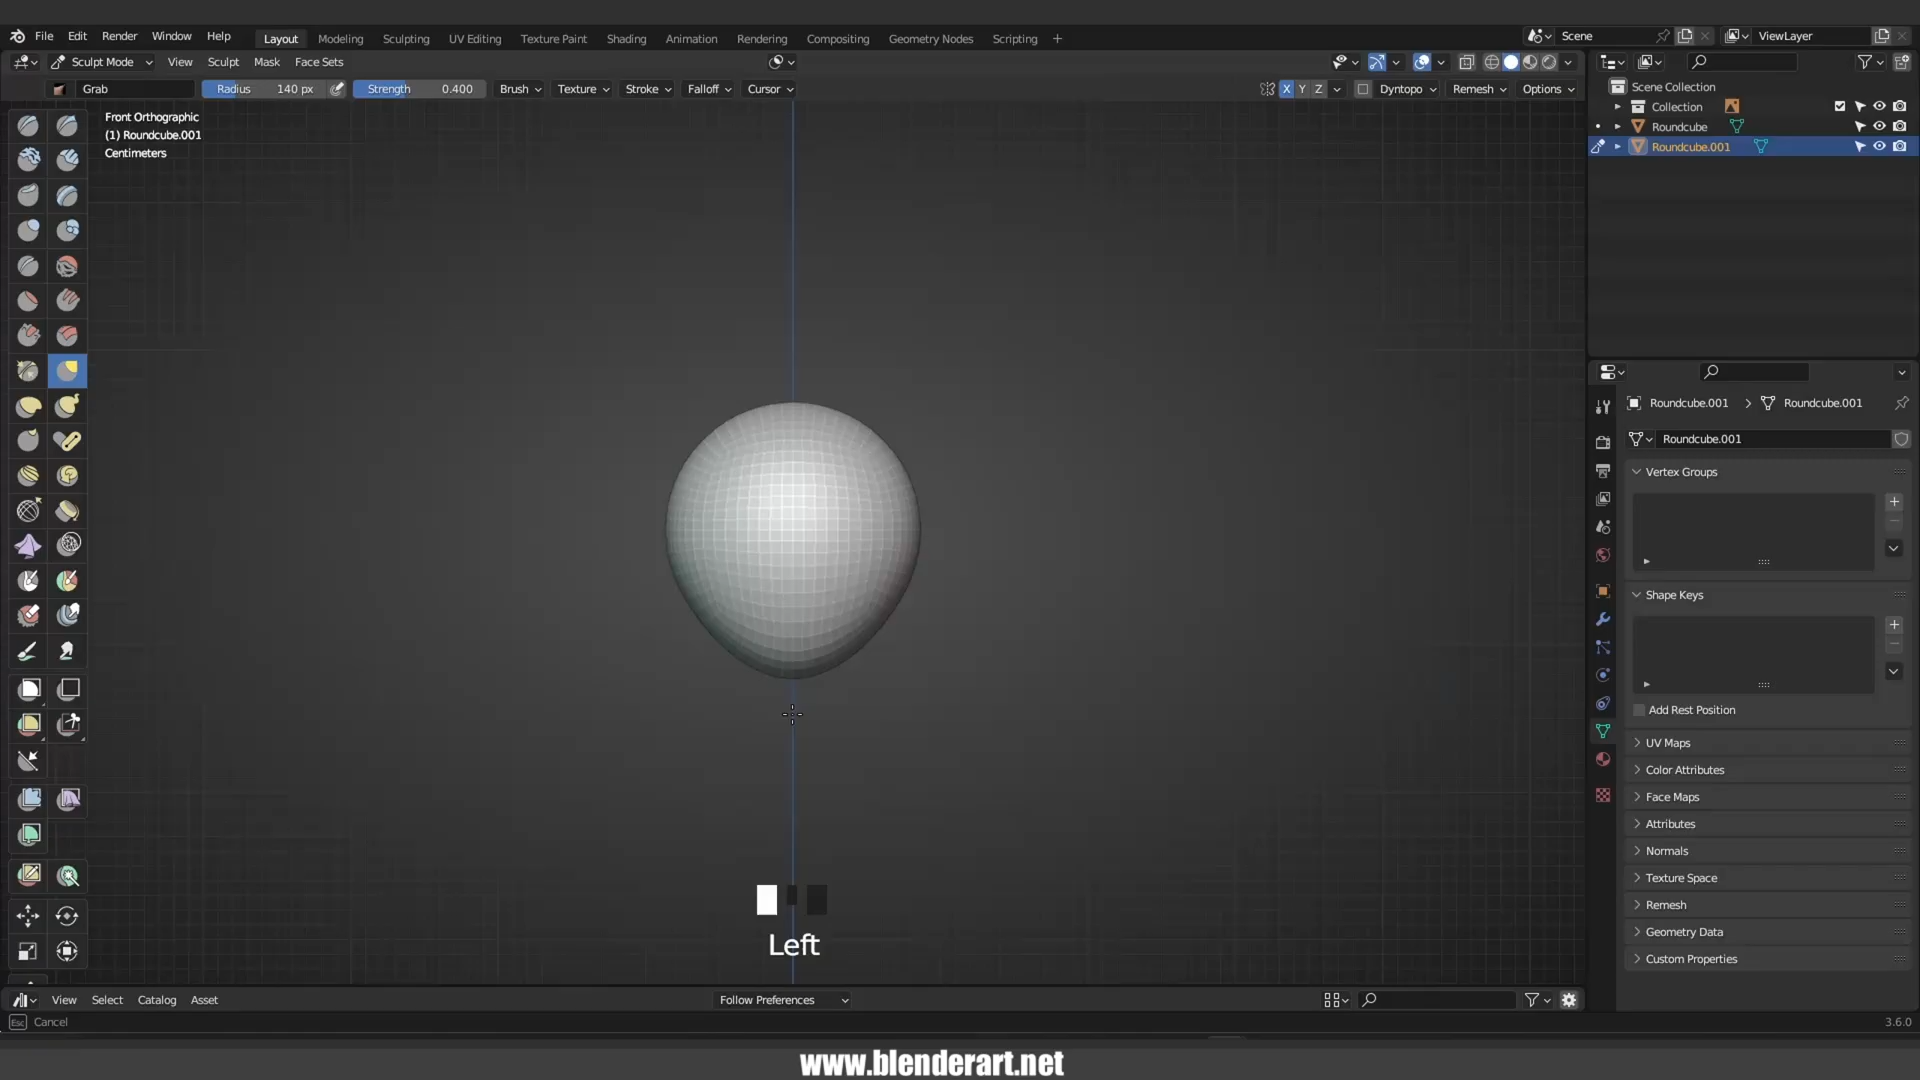 File Edit Render Window Help Layout Modeling Sculpting UV Editing Texture Paint Shading Animation Rendering Compositing Geometry Nodes Scripting + Scene ViewLayer
Sculpt Mode View Sculpt Mask Face Sets
Grab Radius 140 px Strength 0.400 Brush Texture Stroke Falloff Cursor X Y Z Dyntopo Remesh Options
Front Orthographic
(1) Roundcube.001
Centimeters
Scene Collection
Collection
Roundcube
Roundcube.001
Roundcube.001 Roundcube.001
Roundcube.001
Vertex Groups
Shape Keys
Add Rest Position
UV Maps
Color Attributes
Face Maps
Attributes
Normals
Texture Space
Remesh
Geometry Data
Custom Properties
Left
View Select Catalog Asset Follow Preferences
Esc Cancel 3.6.0
www.blenderart.net